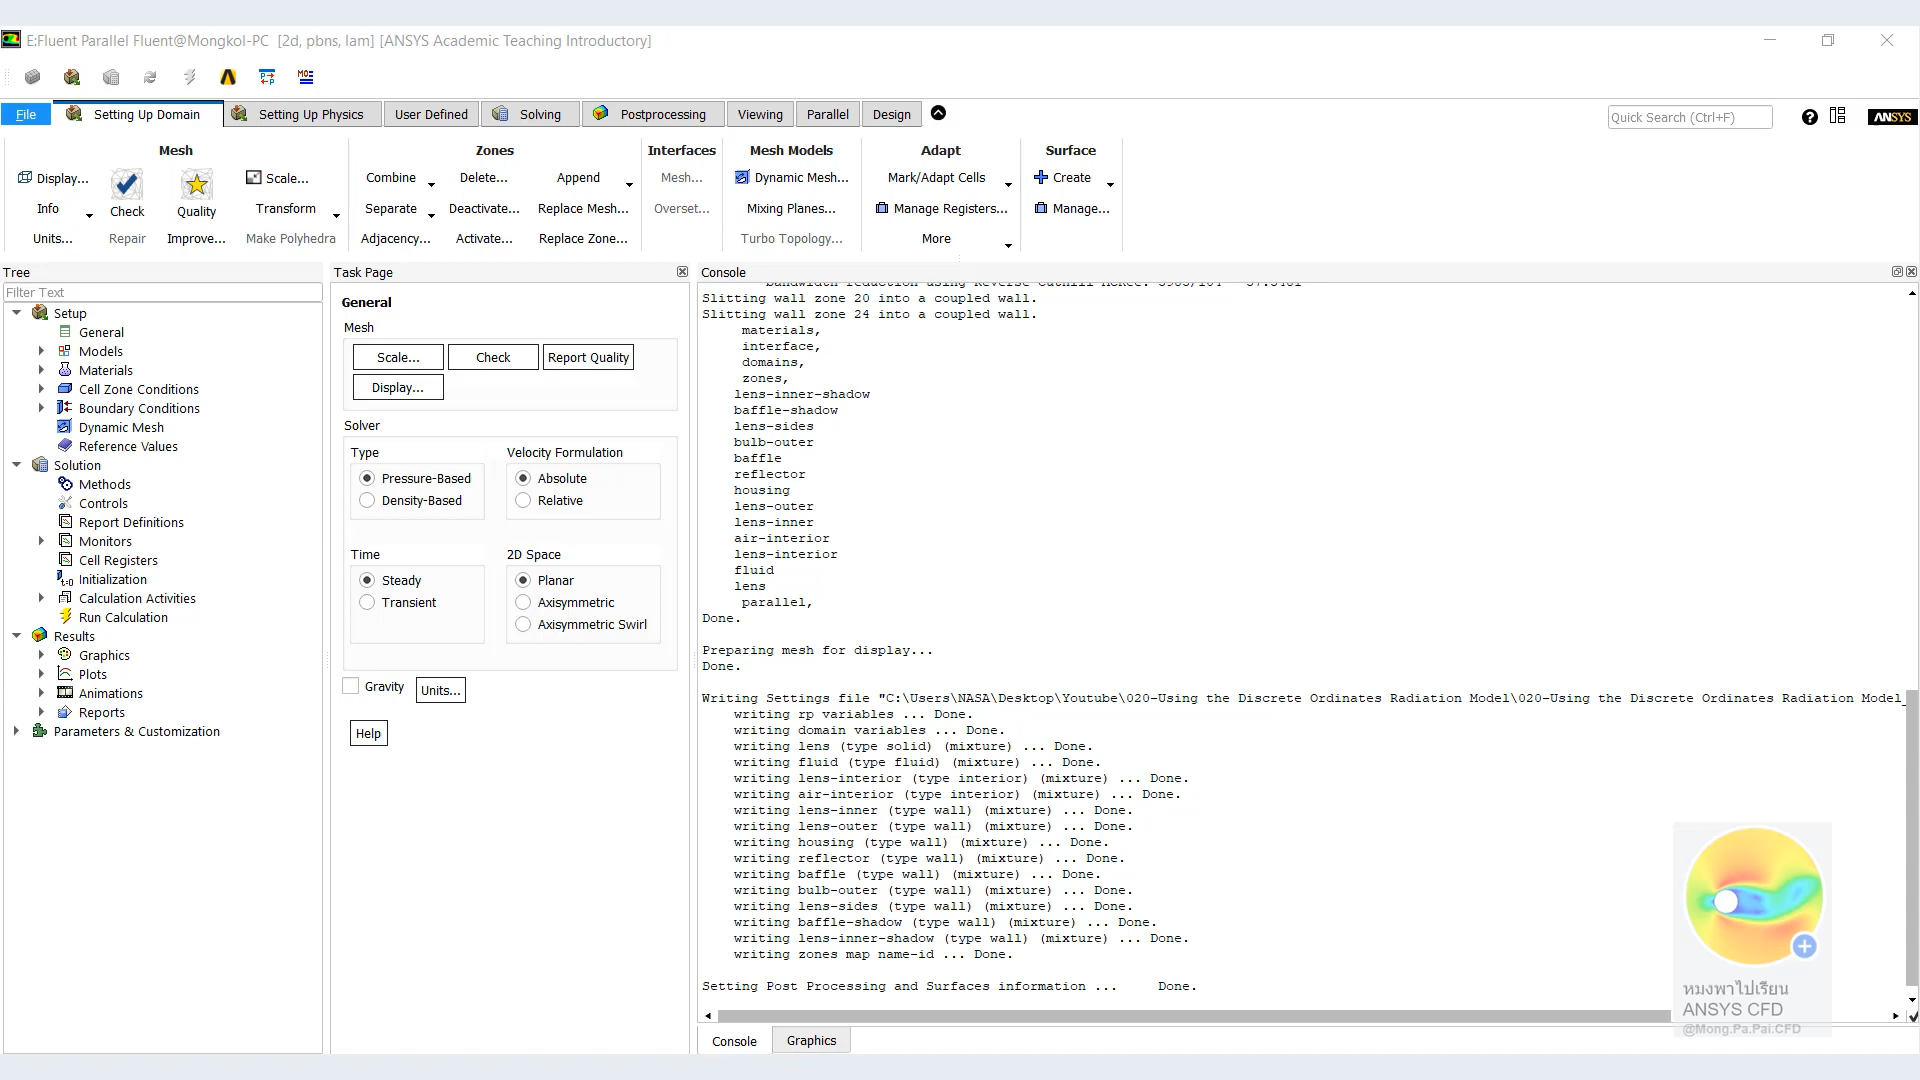 E:Fluent Parallel Fluent@Mongkol-PC [2d, pbns, lam] [ANSYS Academic Teaching Introductory]
File
Setting Up Domain
Setting Up Physics
User Defined
Solving
Postprocessing
Viewing
Parallel
Design
Quick Search (Ctrl+F)
ANSYS
Mesh
Zones
Interfaces
Mesh Models
Adapt
Surface
Display...
Check
Quality
Scale...
Combine
Delete...
Append
Mesh...
Dynamic Mesh...
Mark/Adapt Cells
Create
Info
Transform
Separate
Deactivate...
Replace Mesh...
Overset...
Mixing Planes...
Manage Registers...
Manage...
Units...
Repair
Improve...
Make Polyhedra
Adjacency...
Activate...
Replace Zone...
Turbo Topology...
More
Tree
Filter Text
Setup
General
Models
Materials
Cell Zone Conditions
Boundary Conditions
Dynamic Mesh
Reference Values
Solution
Methods
Controls
Report Definitions
Monitors
Cell Registers
Initialization
Calculation Activities
Run Calculation
Results
Graphics
Plots
Animations
Reports
Parameters & Customization
Task Page
General
Mesh
Scale...
Check
Report Quality
Display...
Solver
Type
Velocity Formulation
Pressure-Based
Absolute
Density-Based
Relative
Time
2D Space
Steady
Planar
Transient
Axisymmetric
Axisymmetric Swirl
Gravity
Units...
Help
Console
Slitting wall zone 20 into a coupled wall.
Slitting wall zone 24 into a coupled wall.
materials,
interface,
domains,
zones,
lens-inner-shadow
baffle-shadow
lens-sides
bulb-outer
baffle
reflector
housing
lens-outer
lens-inner
air-interior
lens-interior
fluid
lens
parallel,
Done.
Preparing mesh for display...
Done.
Writing Settings file "C:\Users\NASA\Desktop\Youtube\020-Using the Discrete Ordinates Radiation Model\020-Using the Discrete Ordinates Radiation Model_
writing rp variables ... Done.
writing domain variables ... Done.
writing lens (type solid) (mixture) ... Done.
writing fluid (type fluid) (mixture) ... Done.
writing lens-interior (type interior) (mixture) ... Done.
writing air-interior (type interior) (mixture) ... Done.
writing lens-inner (type wall) (mixture) ... Done.
writing lens-outer (type wall) (mixture) ... Done.
writing housing (type wall) (mixture) ... Done.
writing reflector (type wall) (mixture) ... Done.
writing baffle (type wall) (mixture) ... Done.
writing bulb-outer (type wall) (mixture) ... Done.
writing lens-sides (type wall) (mixture) ... Done.
writing baffle-shadow (type wall) (mixture) ... Done.
writing lens-inner-shadow (type wall) (mixture) ... Done.
writing zones map name-id ... Done.
Setting Post Processing and Surfaces information ... Done.
Console
Graphics
หมงพาไปเรียน
ANSYS CFD
@Mong.Pa.Pai.CFD